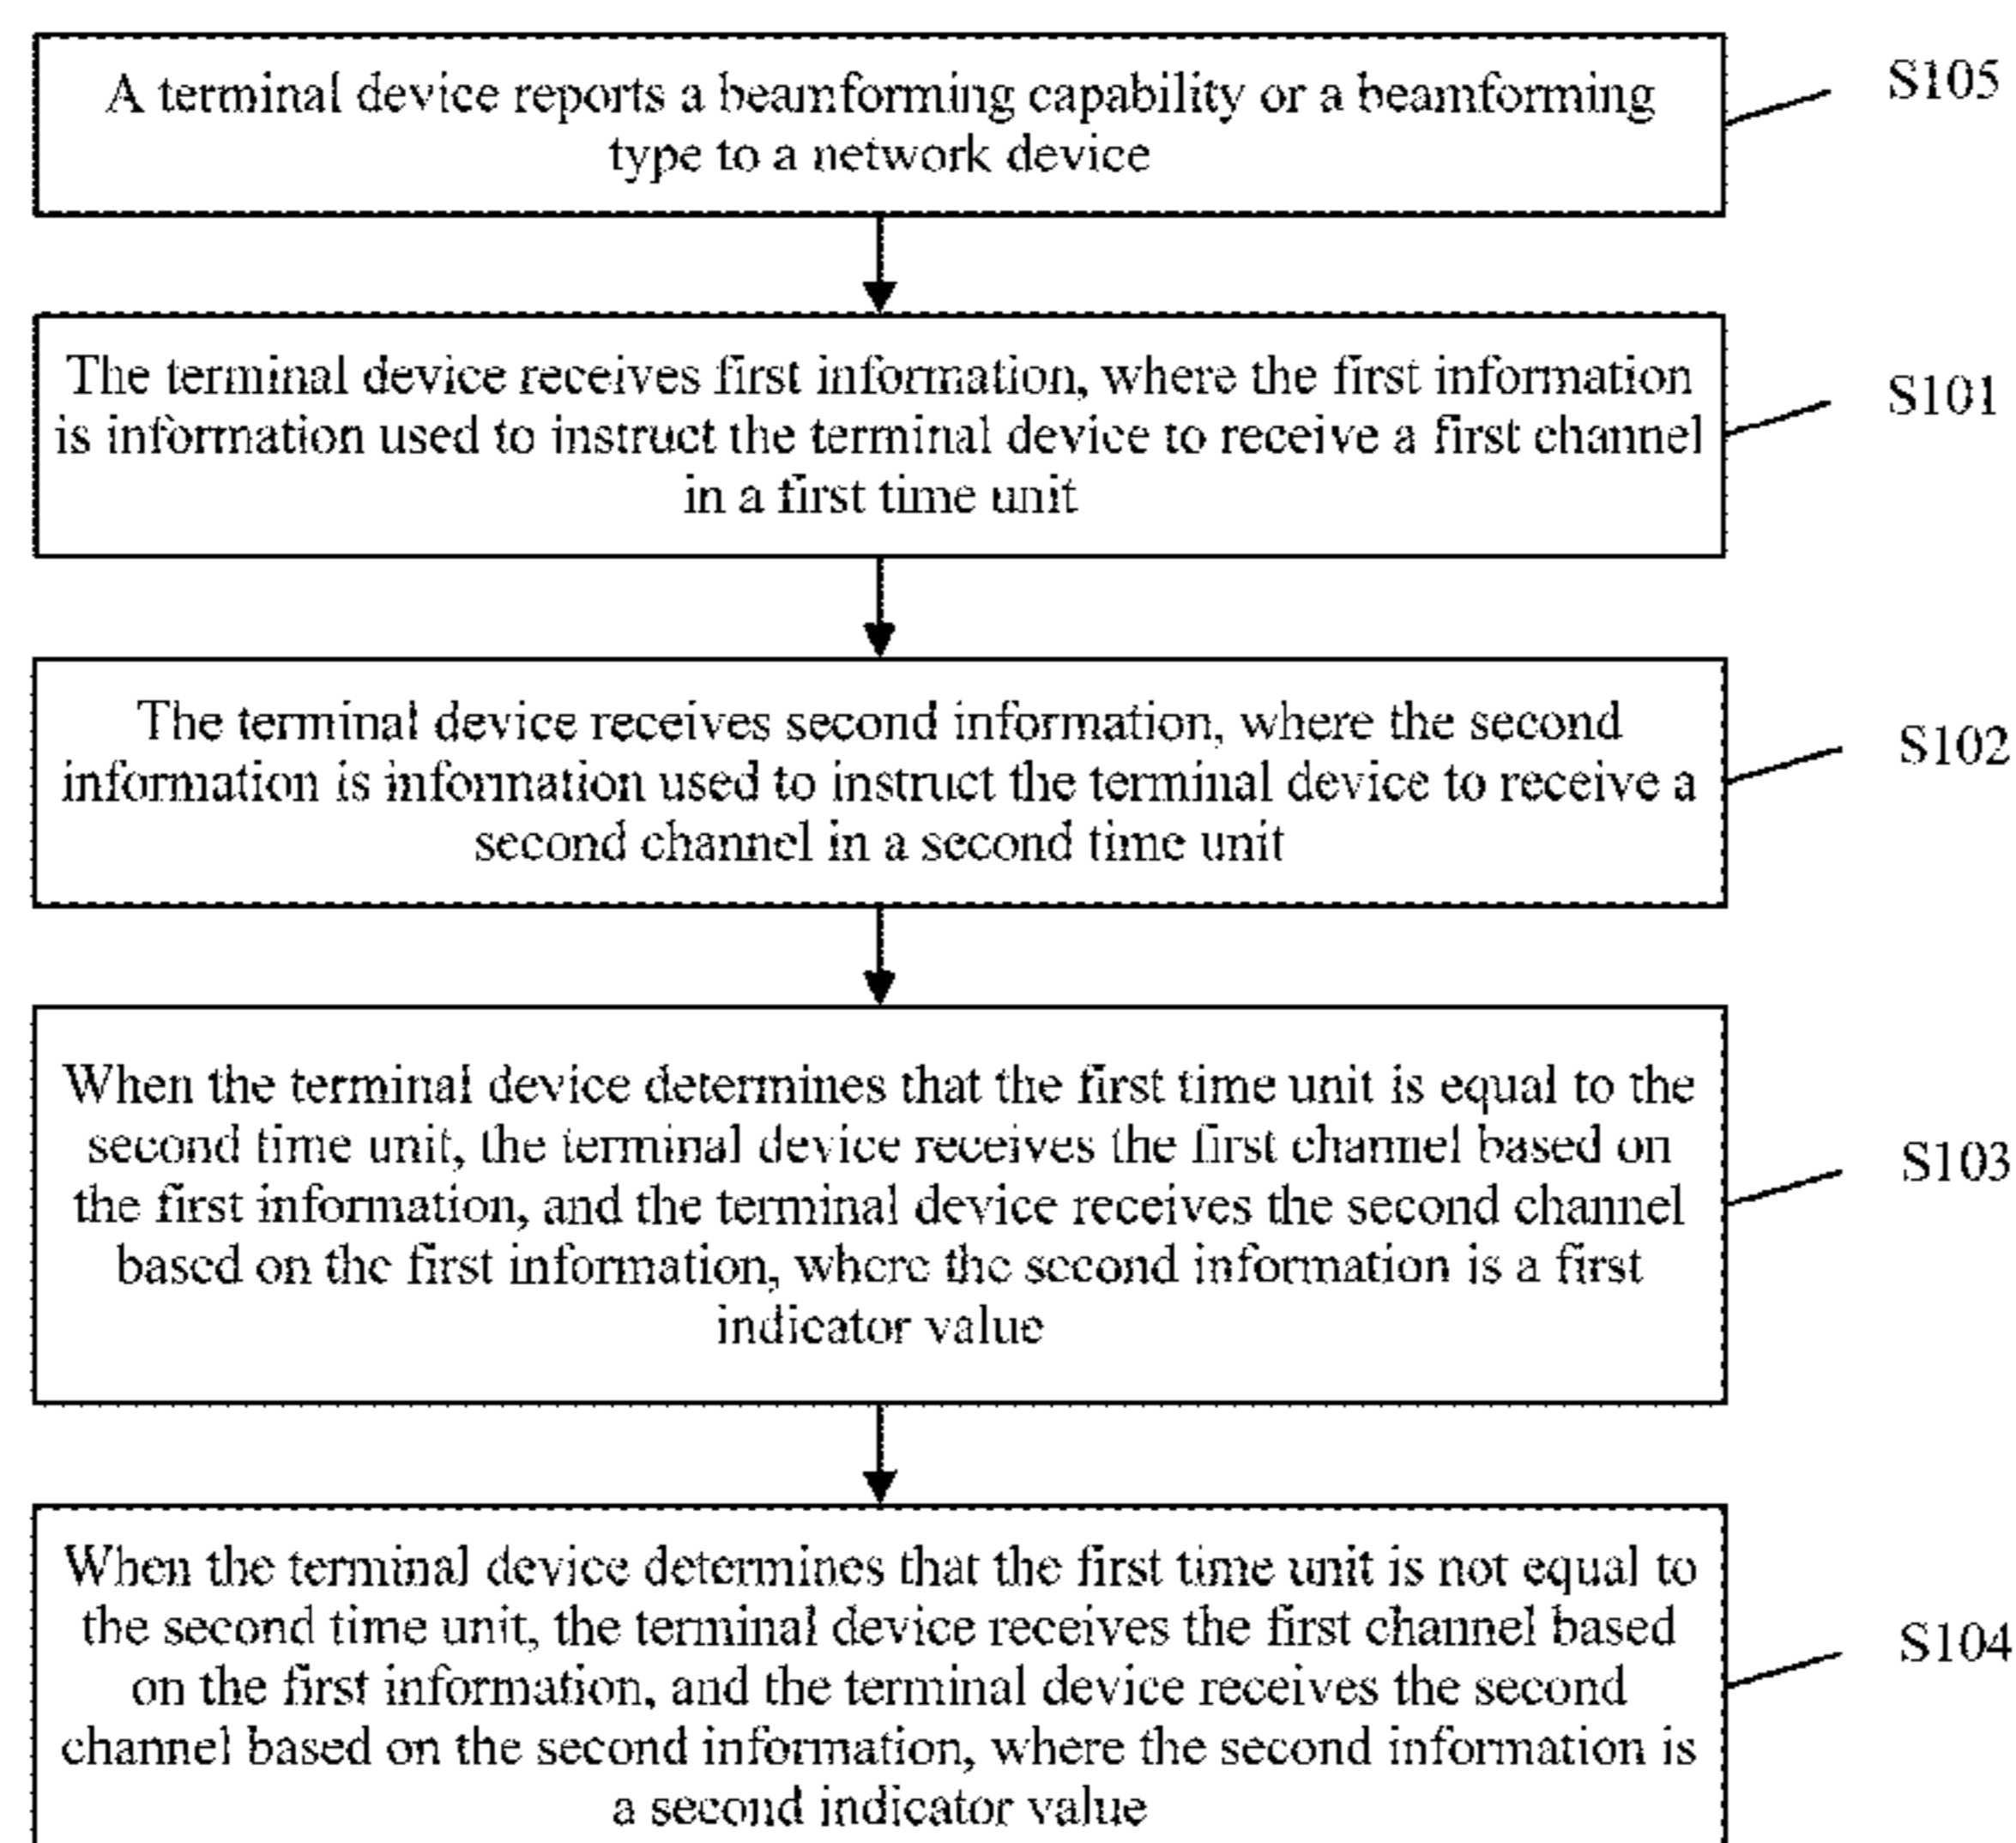 A terminal device reports a beamforming capability or a beamforming
type to a network device
S105
The terminal device receives first information, where the first information
is information used to instruct the terminal device to receive a first channel
in a first time unit
S101
The terminal device receives second information, where the second
information is information used to instruct the terminal device to receive a
second channel in a second time unit
S102
When the terminal device determines that the first time unit is equal to the
second time unit, the terminal device receives the first channel based on
the first information, and the terminal device receives the second channel
based on the first information, where the second information is a first
indicator value
S103
When the terminal device determines that the first time unit is not equal to
the second time unit, the terminal device receives the first channel based
on the first information, and the terminal device receives the second
channel based on the second information, where the second information is
a second indicator value
S104